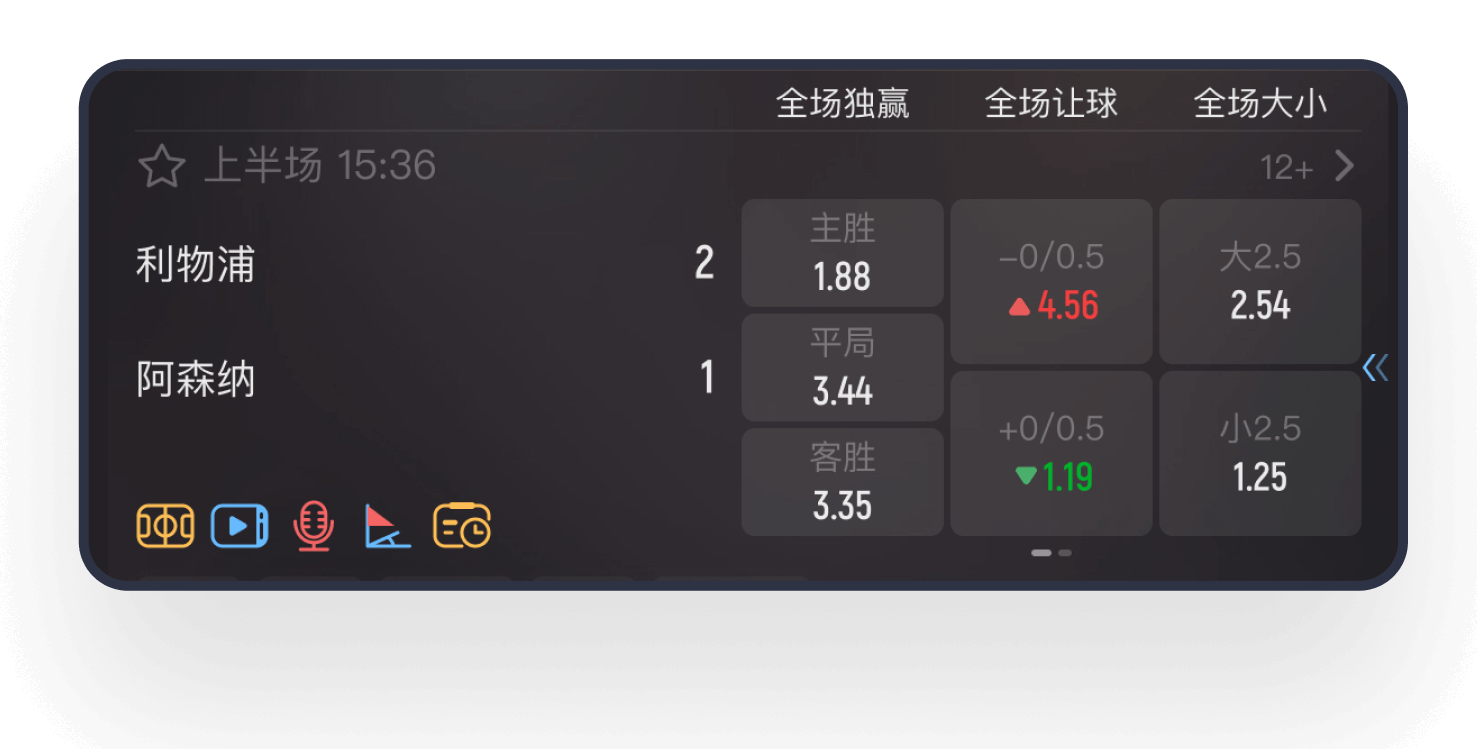 全场独赢 全场让球 全场大小
上半场 15:36 12+
利物浦 2
阿森纳 1
主胜
1.88
平局
3.44
客胜
3.35
–0/0.5
4.56
+0/0.5
1.19
大2.5
2.54
小2.5
1.25